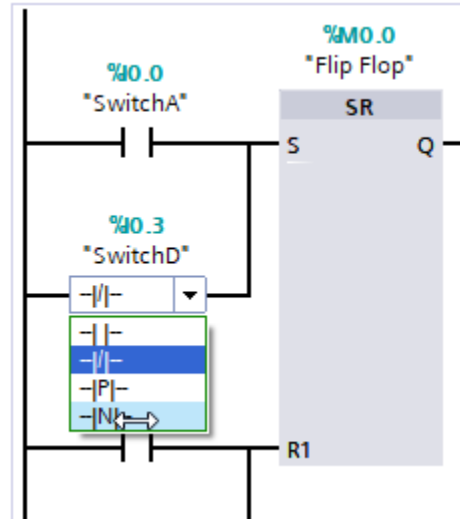 %M0.0
"Flip Flop"
%I0.0
"SwitchA"
SR
S Q
%I0.3
"SwitchD"
--|/|--
--| |--
--|/|--
--|P|--
--|N|--
R1